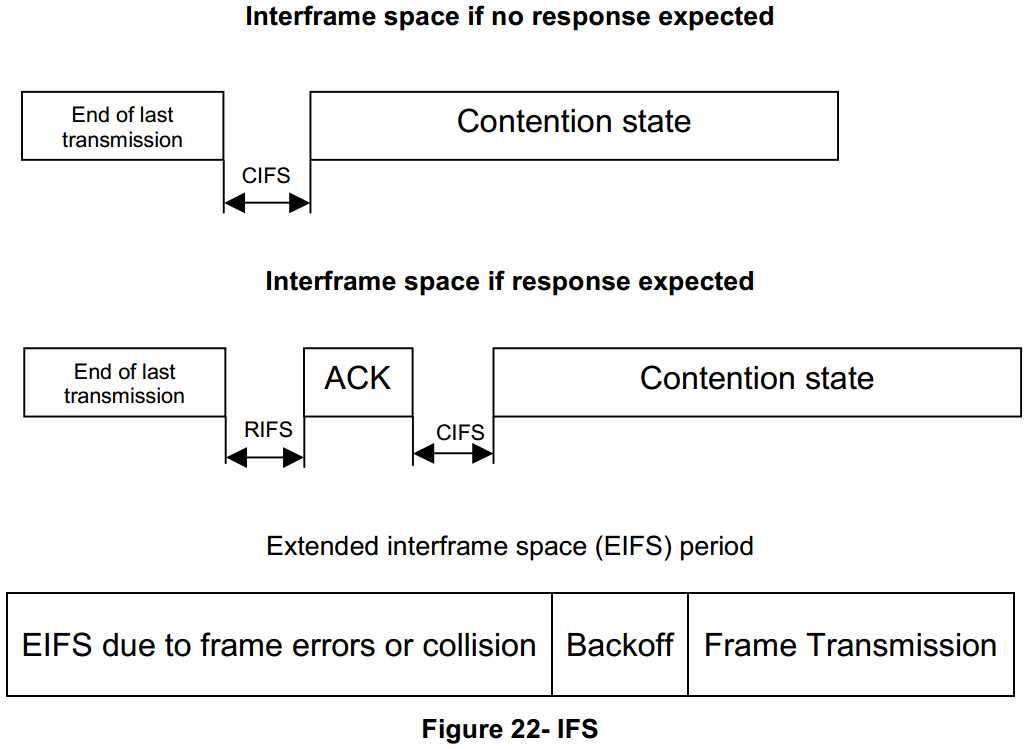 Interframe space if no response expected
End of last
transmission
Contention state
CIFS
Interframe space if response expected
End of last
transmission
ACK
Contention state
RIFS
CIFS
Extended interframe space (EIFS) period
EIFS due to frame errors or collision
Backoff
Frame Transmission
Figure 22- IFS